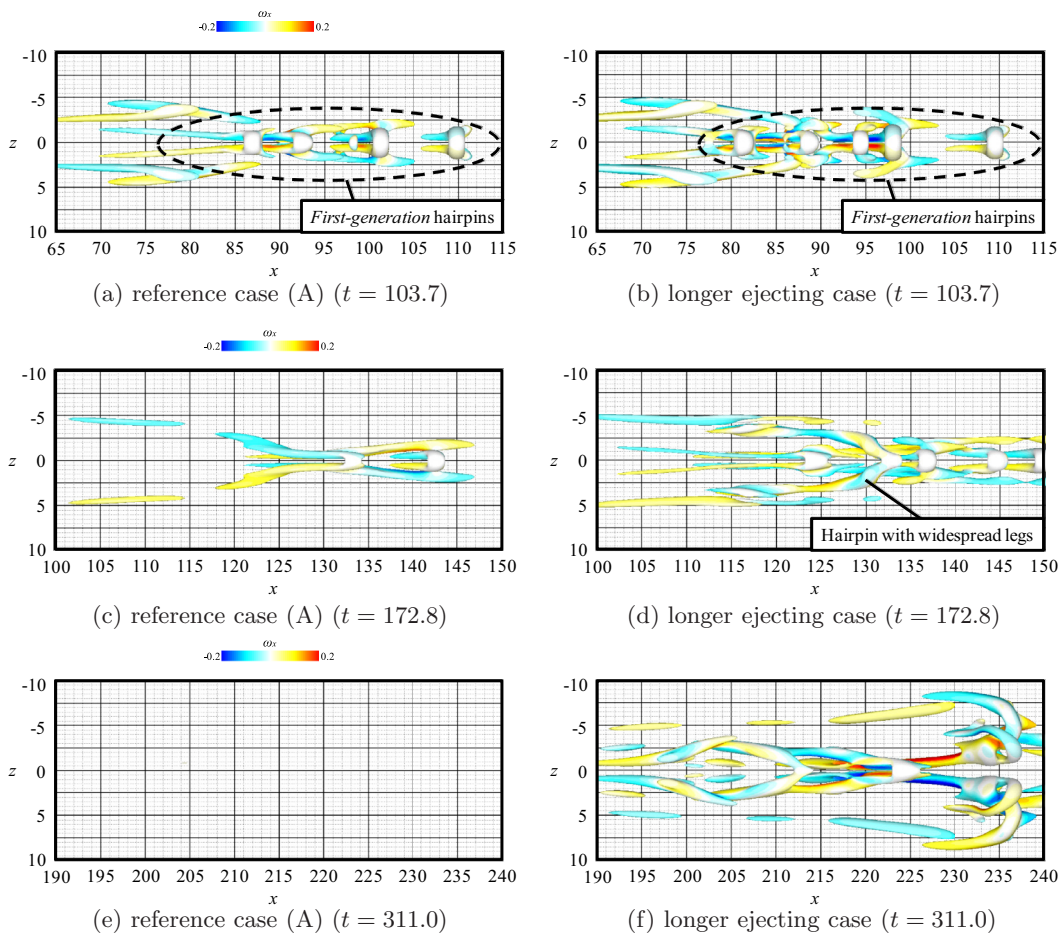 ωx
-0.2 0.2
-10 -10
-5 -5
z 0 z 0
5 5
10 10
First-generation hairpins First-generation hairpins
65 70 75 80 85 90 95 100 105 110 115 65 70 75 80 85 90 95 100 105 110 115
x x
(a) reference case (A) (t = 103.7) (b) longer ejecting case (t = 103.7)
ωx
-0.2 0.2
-10 -10
-5 -5
z 0 z 0
5 5
Hairpin with widespread legs
10 10
100 105 110 115 120 125 130 135 140 145 150 100 105 110 115 120 125 130 135 140 145 150
x x
(c) reference case (A) (t = 172.8) (d) longer ejecting case (t = 172.8)
ωx
-0.2 0.2
-10 -10
-5 -5
z 0 z 0
5 5
10 10
190 195 200 205 210 215 220 225 230 235 240 190 195 200 205 210 215 220 225 230 235 240
x x
(e) reference case (A) (t = 311.0) (f) longer ejecting case (t = 311.0)